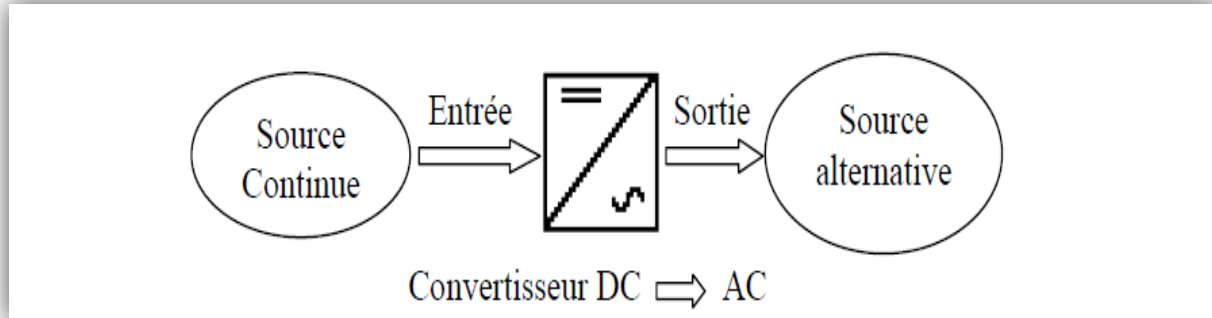 Source
Continue
Entrée
Sortie
Source
alternative
Convertisseur DC ⇨ AC